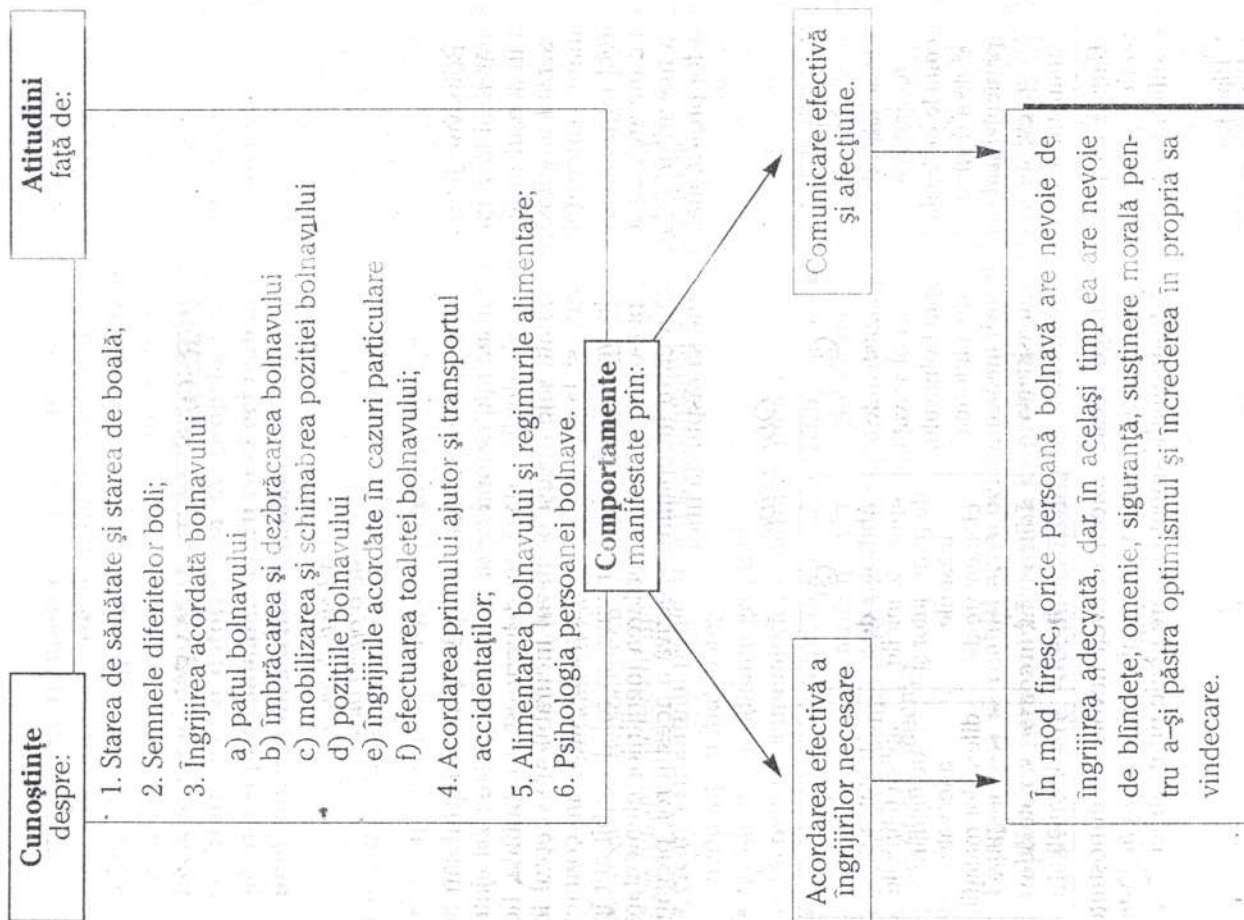 Cunoștințe
despre:
Atitudini
față de:
1. Starea de sănătate și starea de boală;
2. Semnele diferitelor boli;
3. Îngrijirea acordată bolnavului
a) patul bolnavului
b) îmbrăcarea și dezbrăcarea bolnavului
c) mobilizarea și schimabrea pozitiei bolnavului
d) pozițiile bolnavului
e) îngrijirile acordate în cazuri particulare
f) efectuarea toaletei bolnavului;
4. Acordarea primului ajutor și transportul
accidentaților;
5. Alimentarea bolnavului și regimurile alimentare;
6. Psihologia persoanei bolnave.
Comportamente
manifestate prin:
Acordarea efectivă a
îngrijirilor necesare
Comunicare efectivă
și afecțiune.
În mod firesc, orice persoană bolnavă are nevoie de
îngrijirea adecvată, dar în același timp ea are nevoie
de blîndețe, omenie, siguranță, susținere morală pen-
tru a-și păstra optimismul și încrederea în propria sa
vindecare.